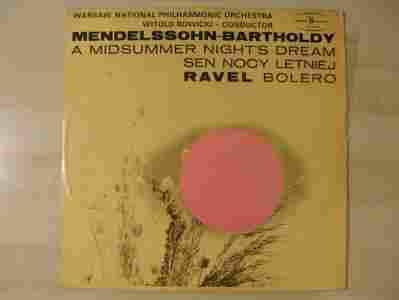 WARSAW NATIONAL PHILHARMONIC ORCHESTRA
WITOLD ROWICKI - CONDUCTOR
MENDELSSOHN-BARTHOLDY
A MIDSUMMER NIGHT'S DREAM
SEN NOCY LETNIEJ
RAVEL BOLERO